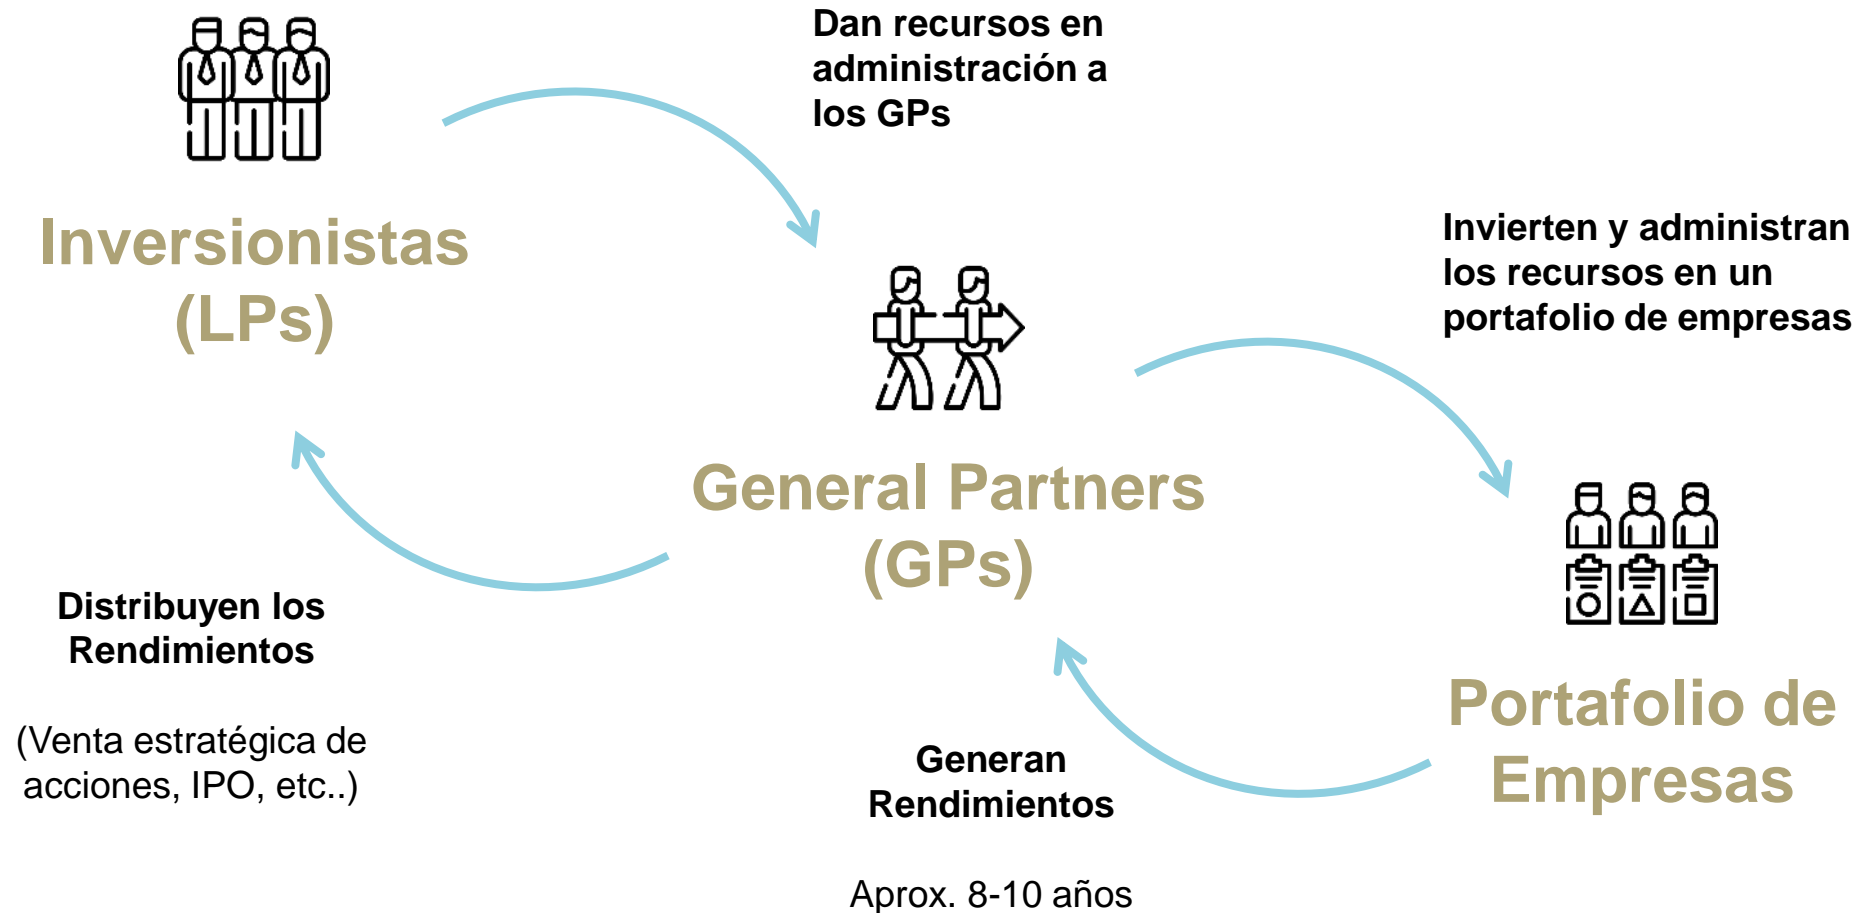 Dan recursos en
administración a
los GPs
Inversionistas
(LPs)
Invierten y administran
los recursos en un
portafolio de empresas
General Partners
(GPs)
Distribuyen los
Rendimientos
(Venta estratégica de
acciones, IPO, etc..)
Portafolio de
Empresas
Generan
Rendimientos
Aprox. 8-10 años